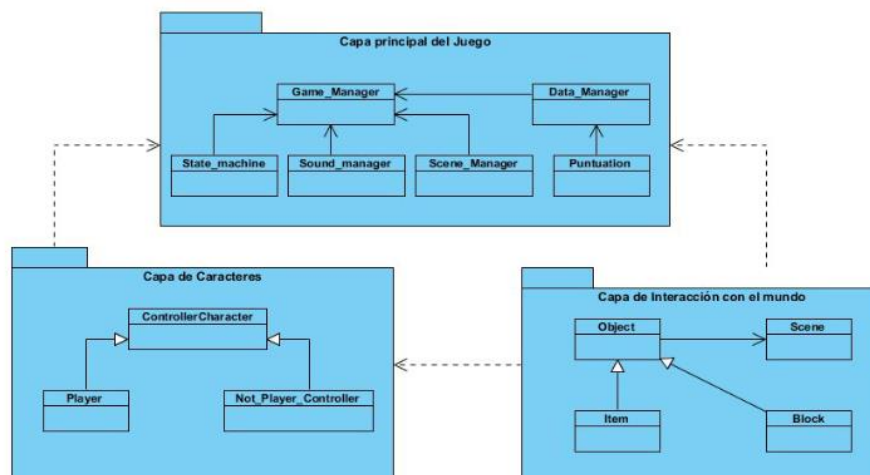 Capa principal del Juego
Game_Manager
Data_Manager
State_machine
Sound_manager
Scene_Manager
Puntuation
Capa de Caracteres
ControllerCharacter
Player
Not_Player_Controller
Capa de Interacción con el mundo
Object
Scene
Item
Block